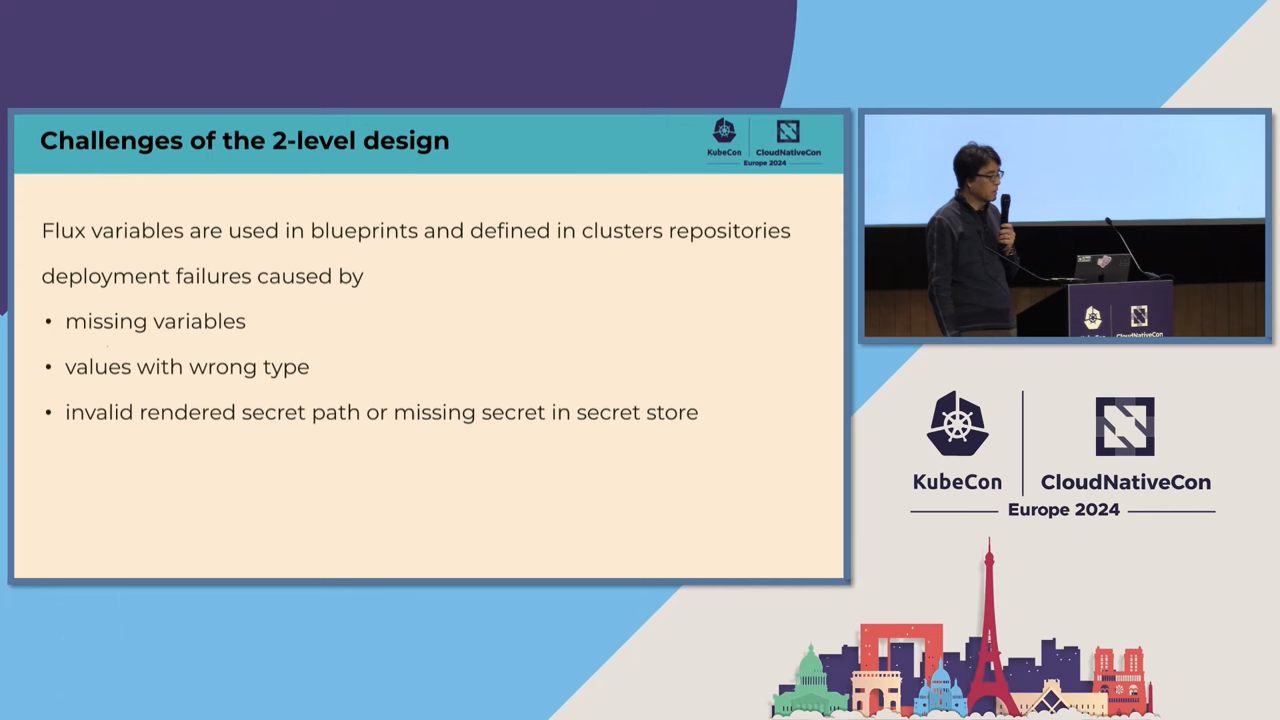 Challenges of the 2-level design
KubeCon
CloudNativeCon
Europe 2024
Flux variables are used in blueprints and defined in clusters repositories
deployment failures caused by
• missing variables
• values with wrong type
• invalid rendered secret path or missing secret in secret store
KubeCon
CloudNativeCon
KubeCon
CloudNativeCon
Europe 2024